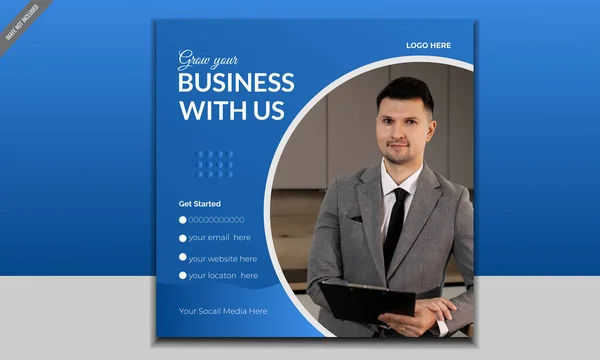 IMAGE NOT INCLUDED
LOGO HERE
Grow your
BUSINESS
WITH US
Get Started
00000000000
your email here
your website here
your locaton here
Your Socail Media Here